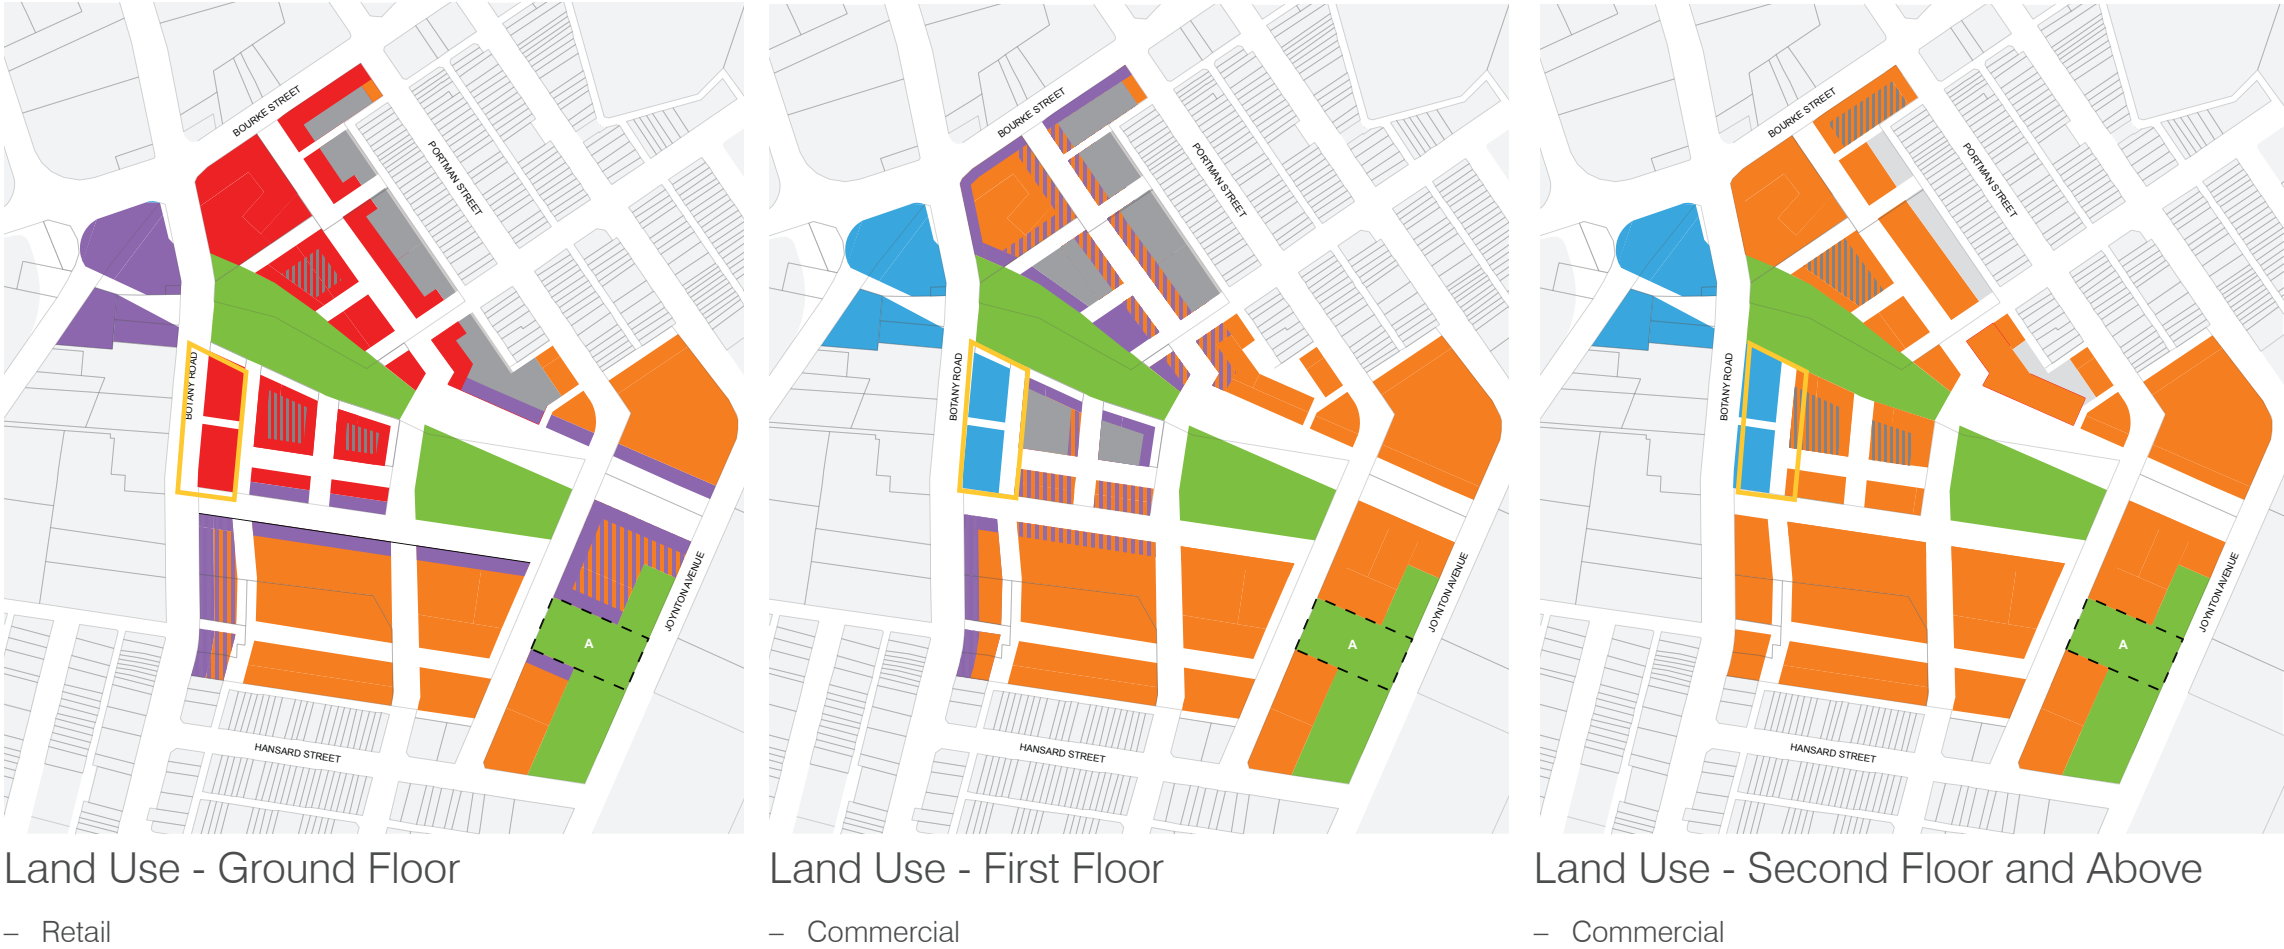 BOURKE STREET
PORTMAN STREET
BOTANY ROAD
JOYNTON AVENUE
A
HANSARD STREET
Land Use - Ground Floor
– Retail
BOURKE STREET
PORTMAN STREET
BOTANY ROAD
JOYNTON AVENUE
A
HANSARD STREET
Land Use - First Floor
– Commercial
BOURKE STREET
PORTMAN STREET
BOTANY ROAD
JOYNTON AVENUE
A
HANSARD STREET
Land Use - Second Floor and Above
– Commercial